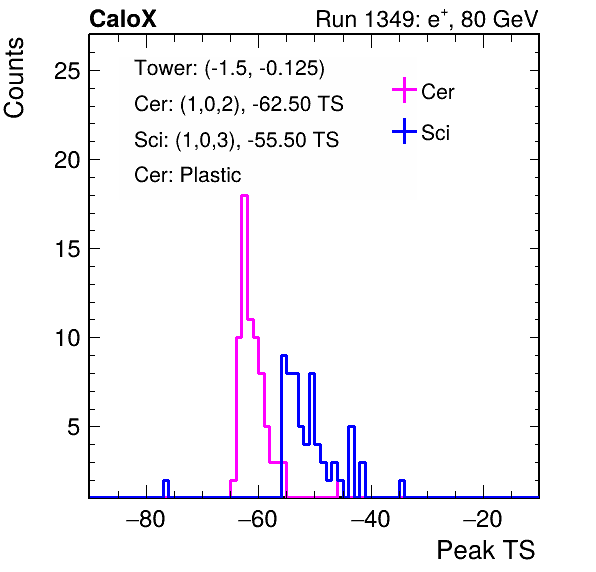 CaloX Run 1349: e⁺, 80 GeV
Counts
Tower: (-1.5, -0.125)
Cer: (1,0,2), -62.50 TS
Sci: (1,0,3), -55.50 TS
Cer: Plastic
Cer
Sci
25
20
15
10
5
−80 −60 −40 −20
Peak TS